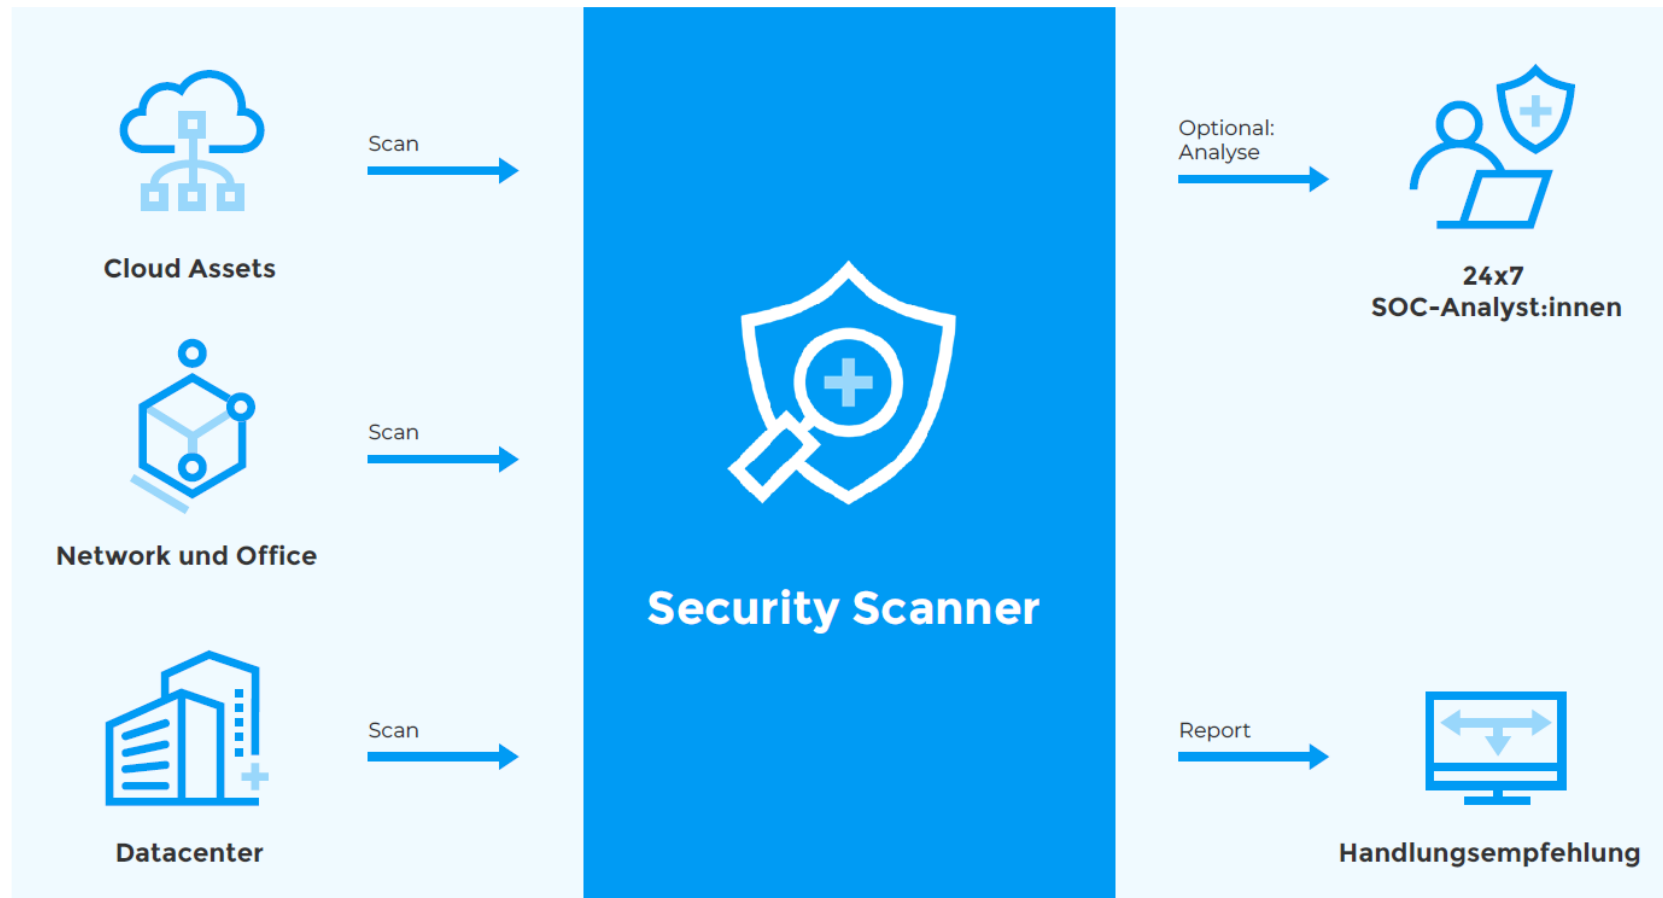 Scan
Cloud Assets
Scan
Network und Office
Scan
Datacenter
Security Scanner
Optional:
Analyse
24x7
SOC-Analyst:innen
Report
Handlungsempfehlung